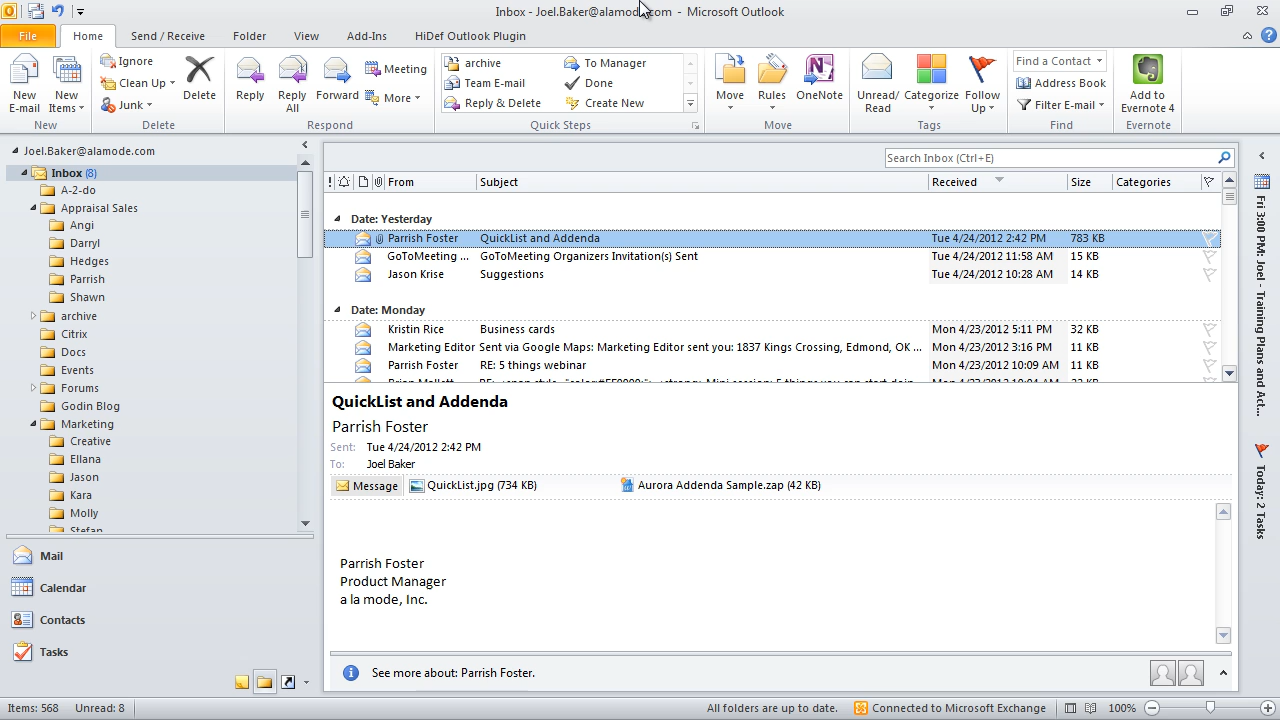 Inbox - Joel.Baker@alamode.com - Microsoft Outlook
File Home Send / Receive Folder View Add-Ins HiDef Outlook Plugin
New E-mail
New Items
New
Ignore
Clean Up
Junk
Delete
Delete
Reply
Reply All
Forward
Meeting
More
Respond
archive
Team E-mail
Reply & Delete
To Manager
Done
Create New
Quick Steps
Move
Rules
OneNote
Move
Unread/ Read
Categorize
Follow Up
Tags
Find a Contact
Address Book
Filter E-mail
Find
Add to Evernote 4
Evernote
Joel.Baker@alamode.com
Inbox (8)
A-2-do
Appraisal Sales
Angi
Darryl
Hedges
Parrish
Shawn
archive
Citrix
Docs
Events
Forums
Godin Blog
Marketing
Creative
Ellana
Jason
Kara
Molly
Stefan
Mail
Calendar
Contacts
Tasks
Search Inbox (Ctrl+E)
! From Subject Received Size Categories
Date: Yesterday
Parrish Foster QuickList and Addenda Tue 4/24/2012 2:42 PM 783 KB
GoToMeeting ... GoToMeeting Organizers Invitation(s) Sent Tue 4/24/2012 11:58 AM 15 KB
Jason Krise Suggestions Tue 4/24/2012 10:28 AM 14 KB
Date: Monday
Kristin Rice Business cards Mon 4/23/2012 5:11 PM 32 KB
Marketing Editor Sent via Google Maps: Marketing Editor sent you: 1837 Kings Crossing, Edmond, OK ... Mon 4/23/2012 3:16 PM 11 KB
Parrish Foster RE: 5 things webinar Mon 4/23/2012 10:09 AM 11 KB
QuickList and Addenda
Parrish Foster
Sent: Tue 4/24/2012 2:42 PM
To: Joel Baker
Message QuickList.jpg (734 KB) Aurora Addenda Sample.zap (42 KB)
Parrish Foster
Product Manager
a la mode, Inc.
See more about: Parrish Foster.
Fri 3:00 PM: Joel - Training Plans and Act...
Today: 2 Tasks
Items: 568 Unread: 8 All folders are up to date. Connected to Microsoft Exchange 100%